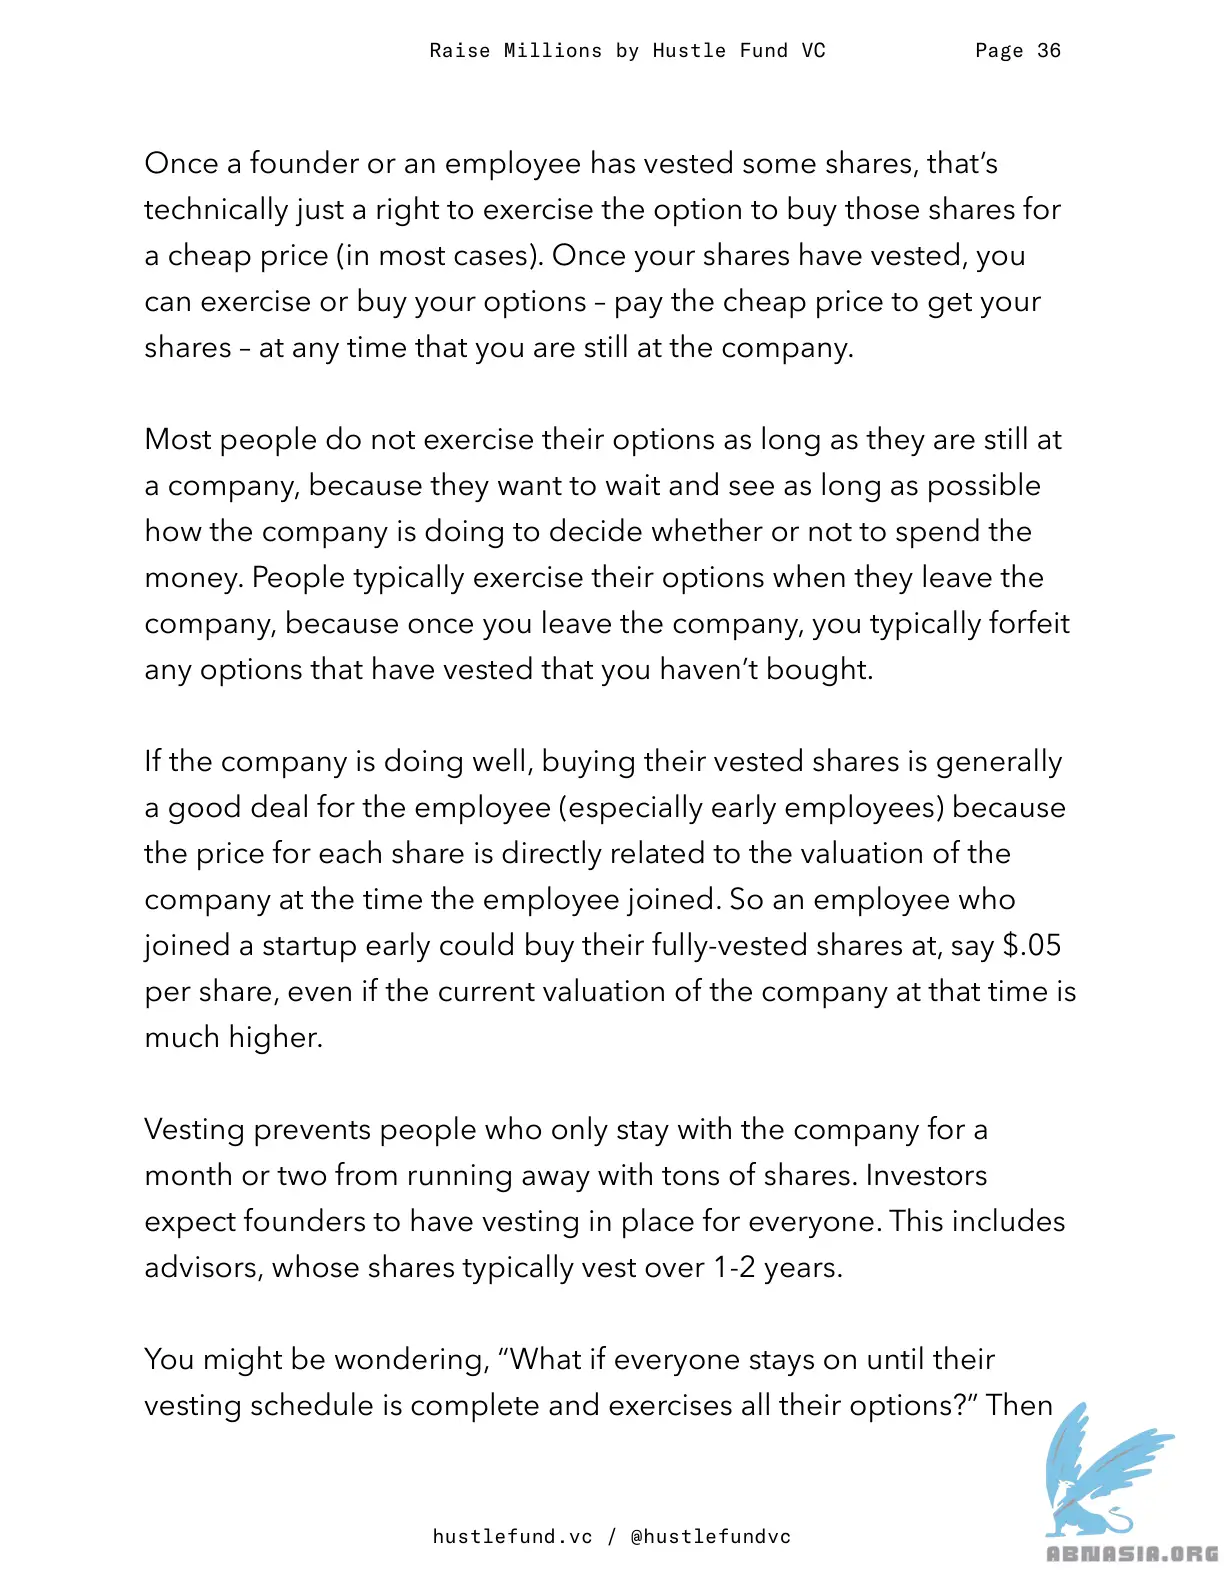 Raise Millions by Hustle Fund VC Page 36
Once a founder or an employee has vested some shares, that’s
technically just a right to exercise the option to buy those shares for
a cheap price (in most cases). Once your shares have vested, you
can exercise or buy your options – pay the cheap price to get your
shares – at any time that you are still at the company.
Most people do not exercise their options as long as they are still at
a company, because they want to wait and see as long as possible
how the company is doing to decide whether or not to spend the
money. People typically exercise their options when they leave the
company, because once you leave the company, you typically forfeit
any options that have vested that you haven’t bought.
If the company is doing well, buying their vested shares is generally
a good deal for the employee (especially early employees) because
the price for each share is directly related to the valuation of the
company at the time the employee joined. So an employee who
joined a startup early could buy their fully-vested shares at, say $.05
per share, even if the current valuation of the company at that time is
much higher.
Vesting prevents people who only stay with the company for a
month or two from running away with tons of shares. Investors
expect founders to have vesting in place for everyone. This includes
advisors, whose shares typically vest over 1-2 years.
You might be wondering, “What if everyone stays on until their
vesting schedule is complete and exercises all their options?” Then
hustlefund.vc / @hustlefundvc
ABNASIA.ORG